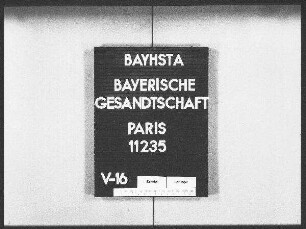 BAYHSTA
BAYERISCHE
GESANDTSCHAFT
PARIS
11235
V-16